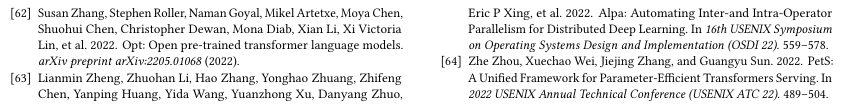 [62] Susan Zhang, Stephen Roller, Naman Goyal, Mikel Artetxe, Moya Chen,
Shuohui Chen, Christopher Dewan, Mona Diab, Xian Li, Xi Victoria
Lin, et al. 2022. Opt: Open pre-trained transformer language models.
arXiv preprint arXiv:2205.01068 (2022).
[63] Lianmin Zheng, Zhuohan Li, Hao Zhang, Yonghao Zhuang, Zhifeng
Chen, Yanping Huang, Yida Wang, Yuanzhong Xu, Danyang Zhuo,
Eric P Xing, et al. 2022. Alpa: Automating Inter-and Intra-Operator
Parallelism for Distributed Deep Learning. In 16th USENIX Symposium
on Operating Systems Design and Implementation (OSDI 22). 559–578.
[64] Zhe Zhou, Xuechao Wei, Jiejing Zhang, and Guangyu Sun. 2022. PetS:
A Unified Framework for Parameter-Efficient Transformers Serving. In
2022 USENIX Annual Technical Conference (USENIX ATC 22). 489–504.